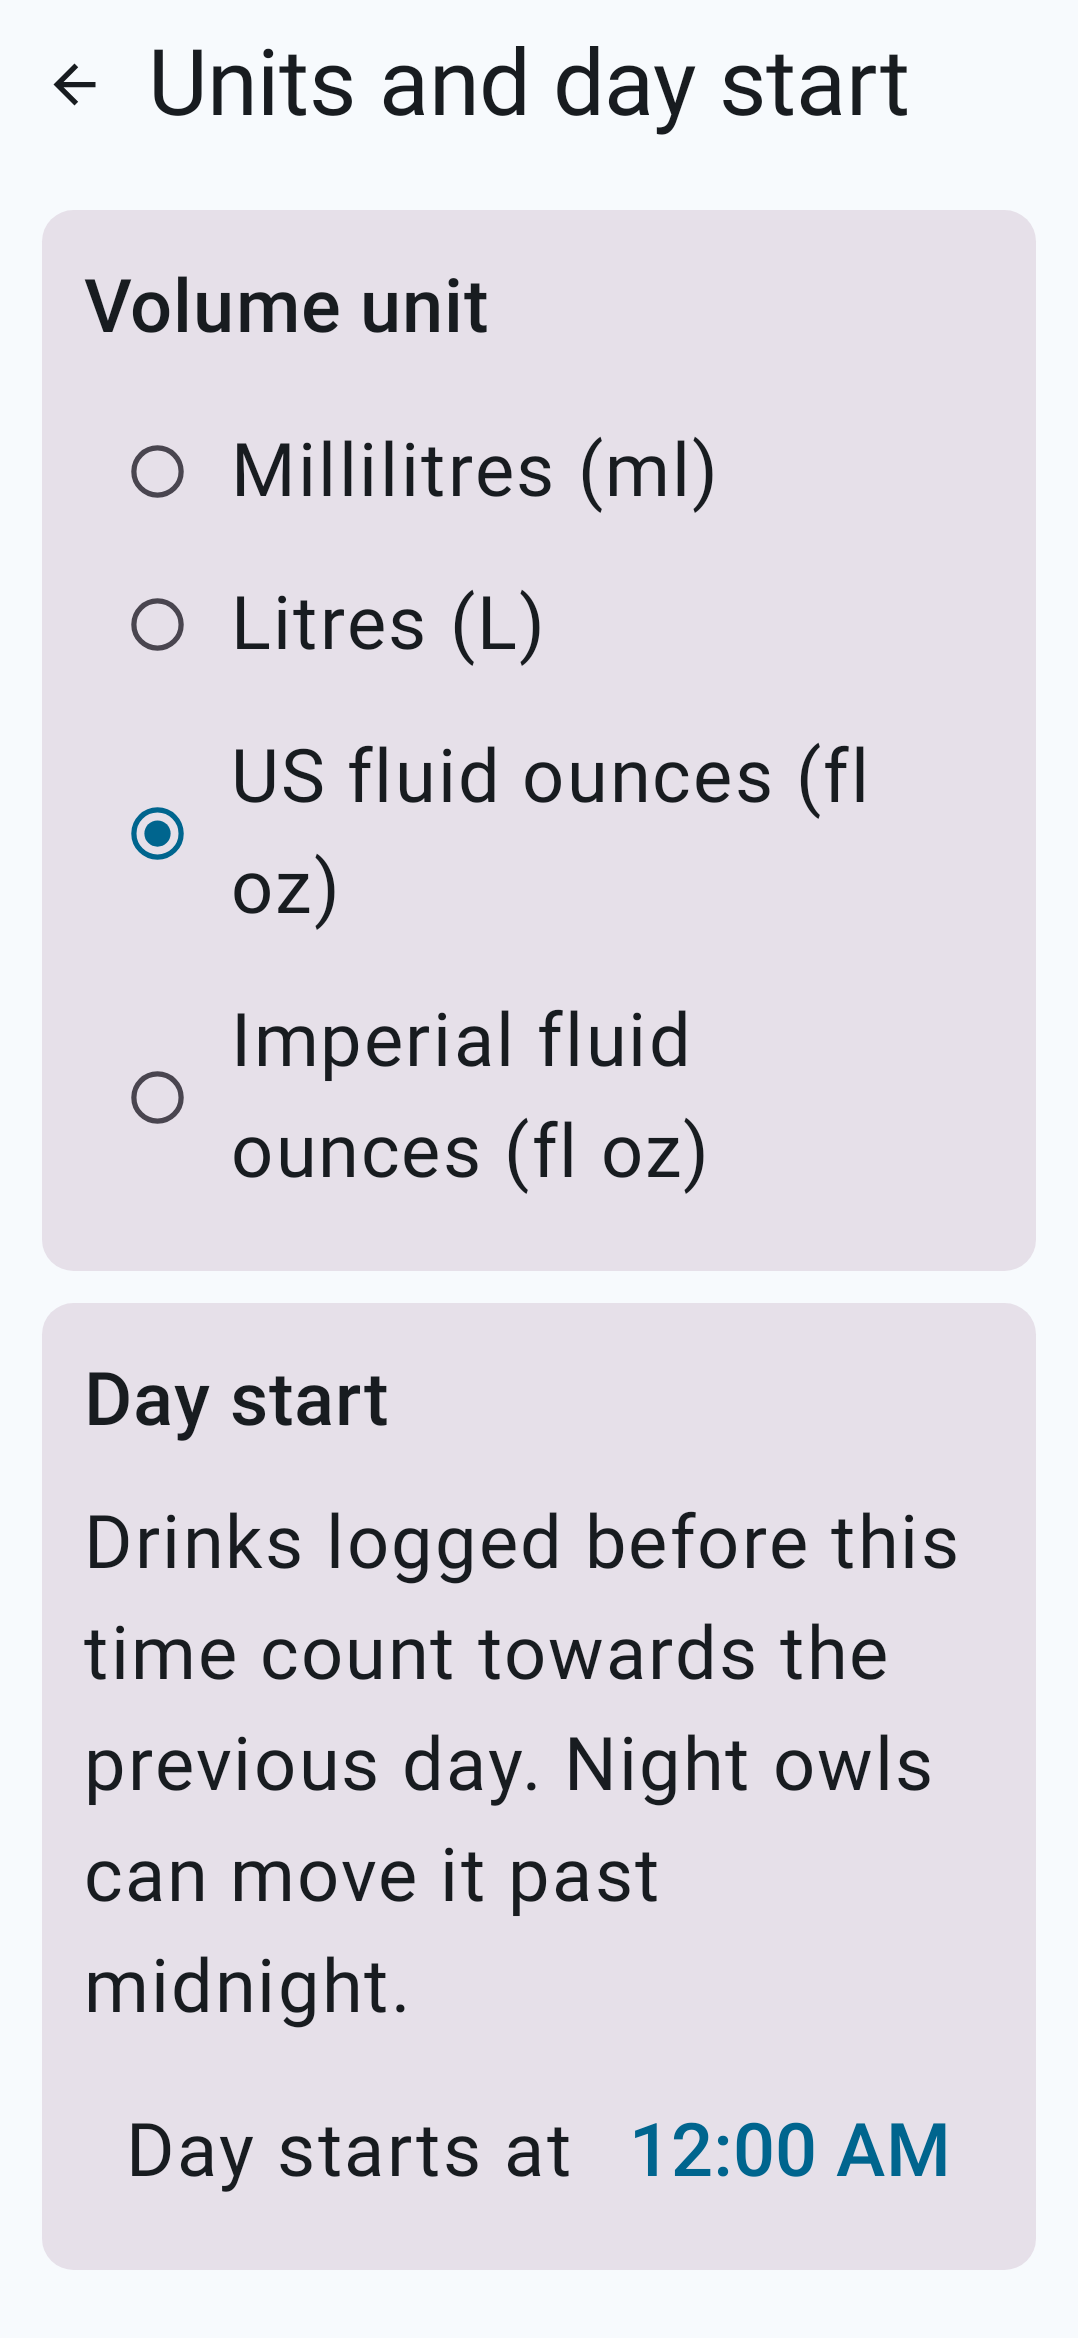 Units and day start
Volume unit
Millilitres (ml)
Litres (L)
US fluid ounces (fl
oz)
Imperial fluid
ounces (fl oz)
Day start
Drinks logged before this
time count towards the
previous day. Night owls
can move it past
midnight.
Day starts at 12:00 AM